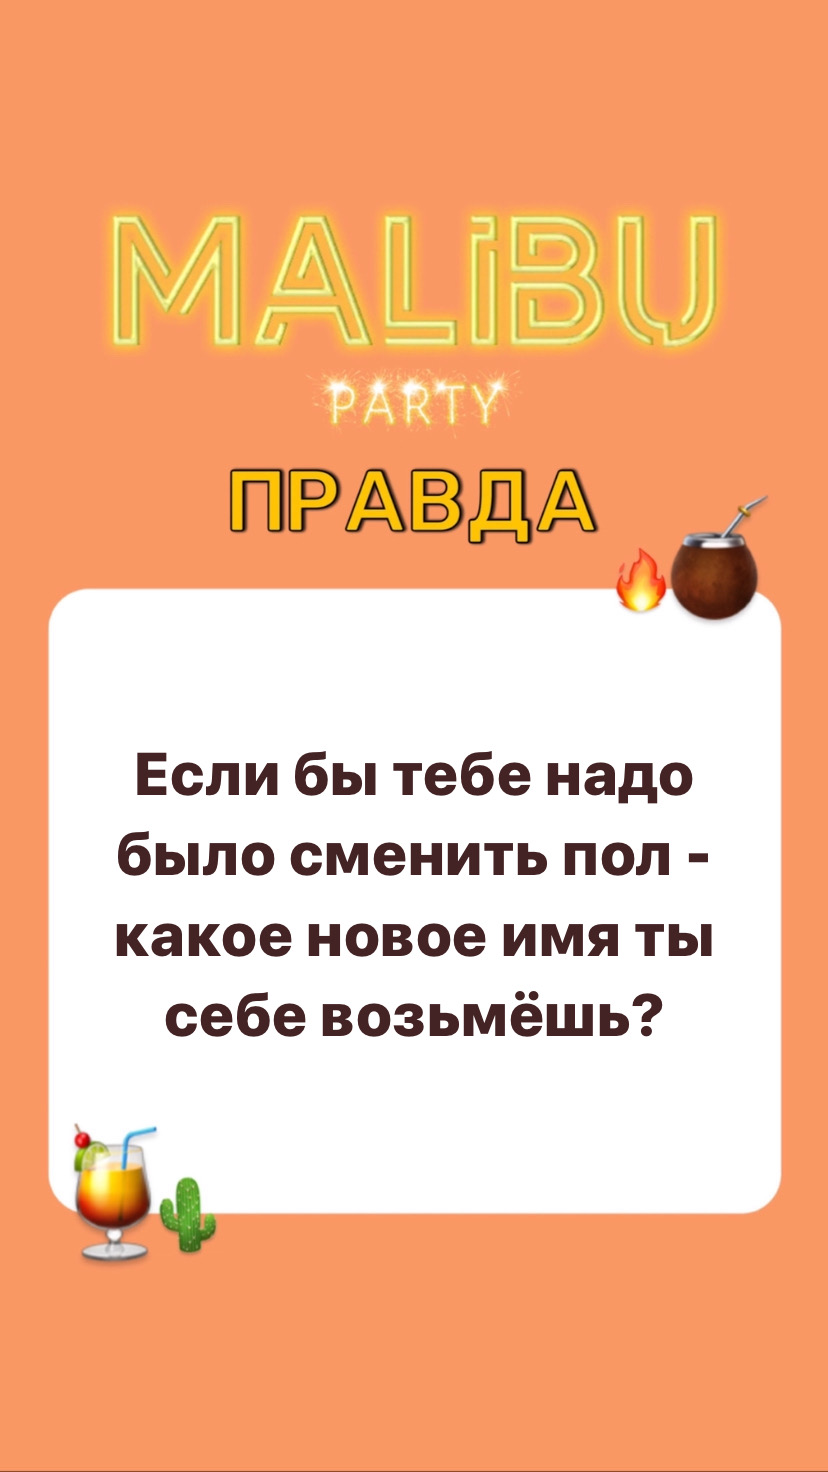 MALiBU
PARTY
ПРАВДА
Если бы тебе надо
было сменить пол -
какое новое имя ты
себе возьмёшь?